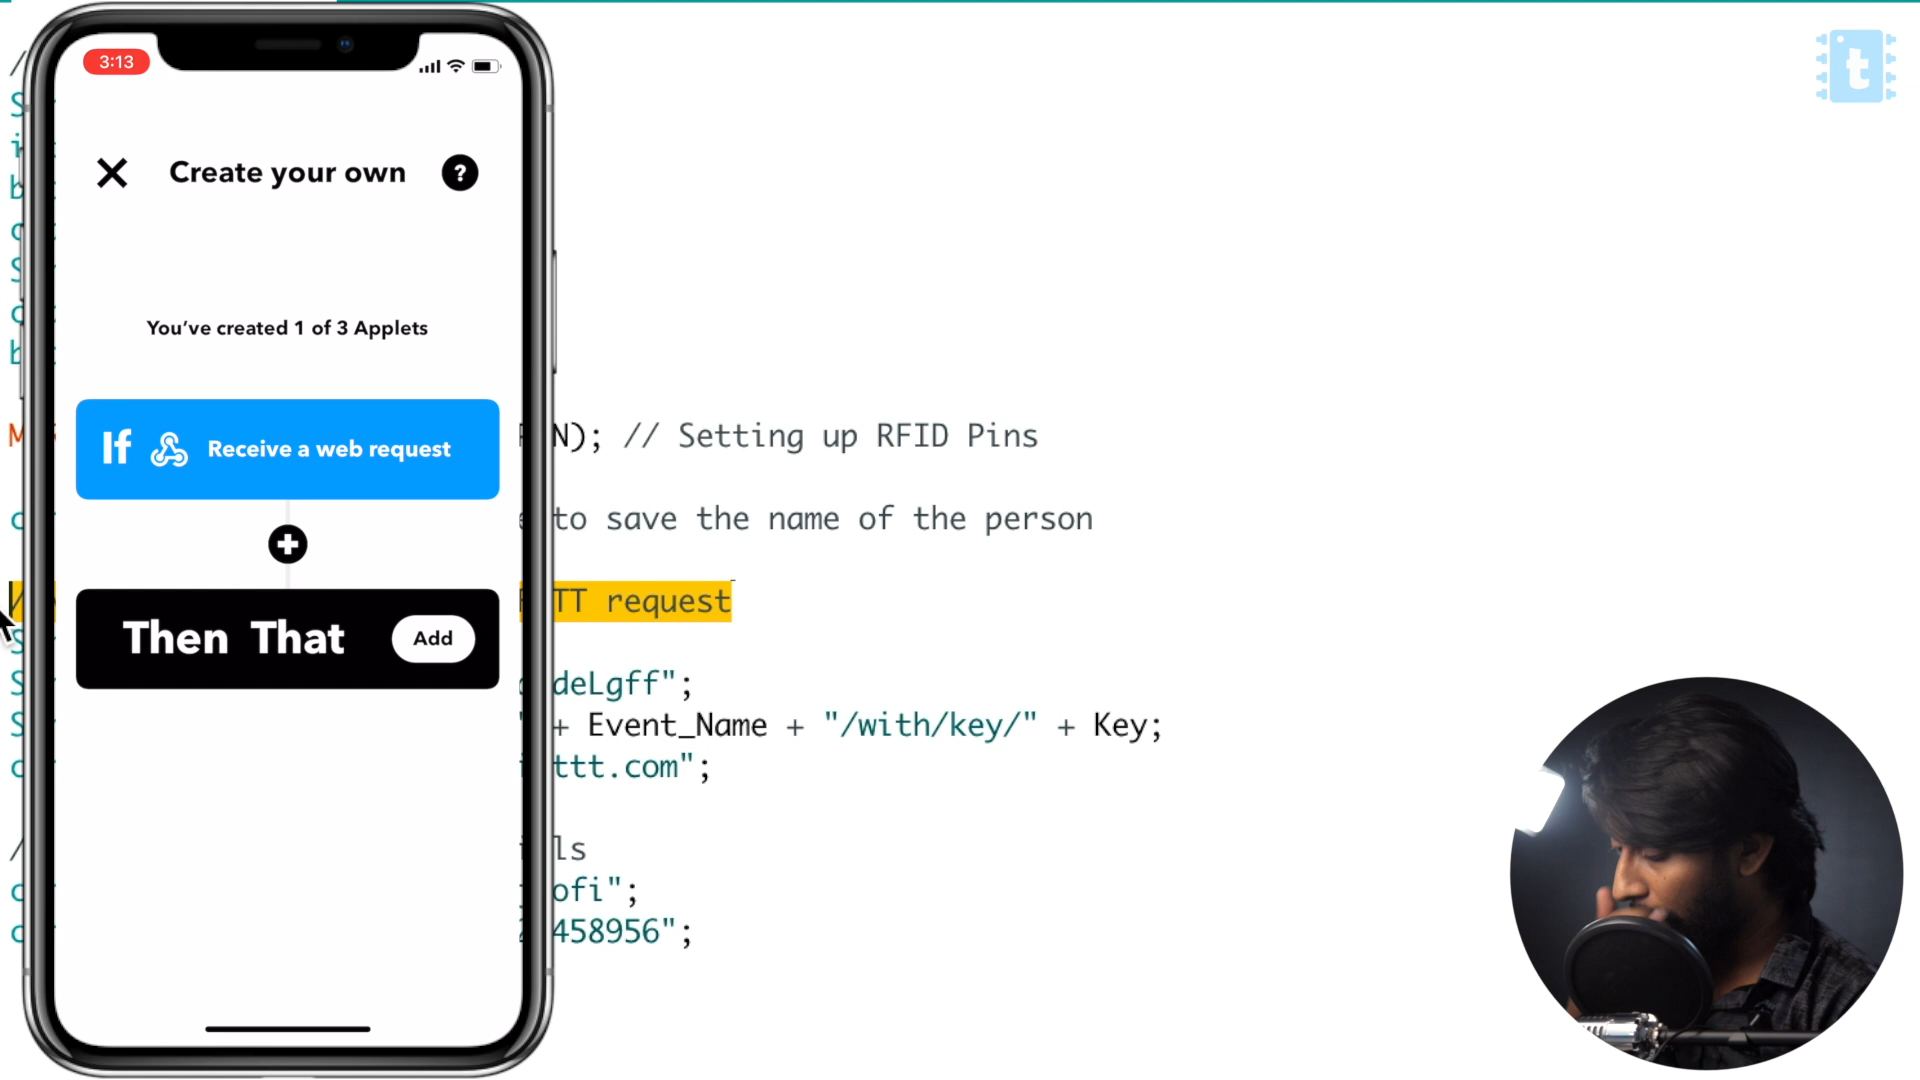 3:13
Create your own
?
You've created 1 of 3 Applets
If Receive a web request
Then That Add
N); // Setting up RFID Pins
to save the name of the person
TT request
deLgff";
+ Event_Name + "/with/key/" + Key;
ttt.com";
ls
ofi";
458956";
t